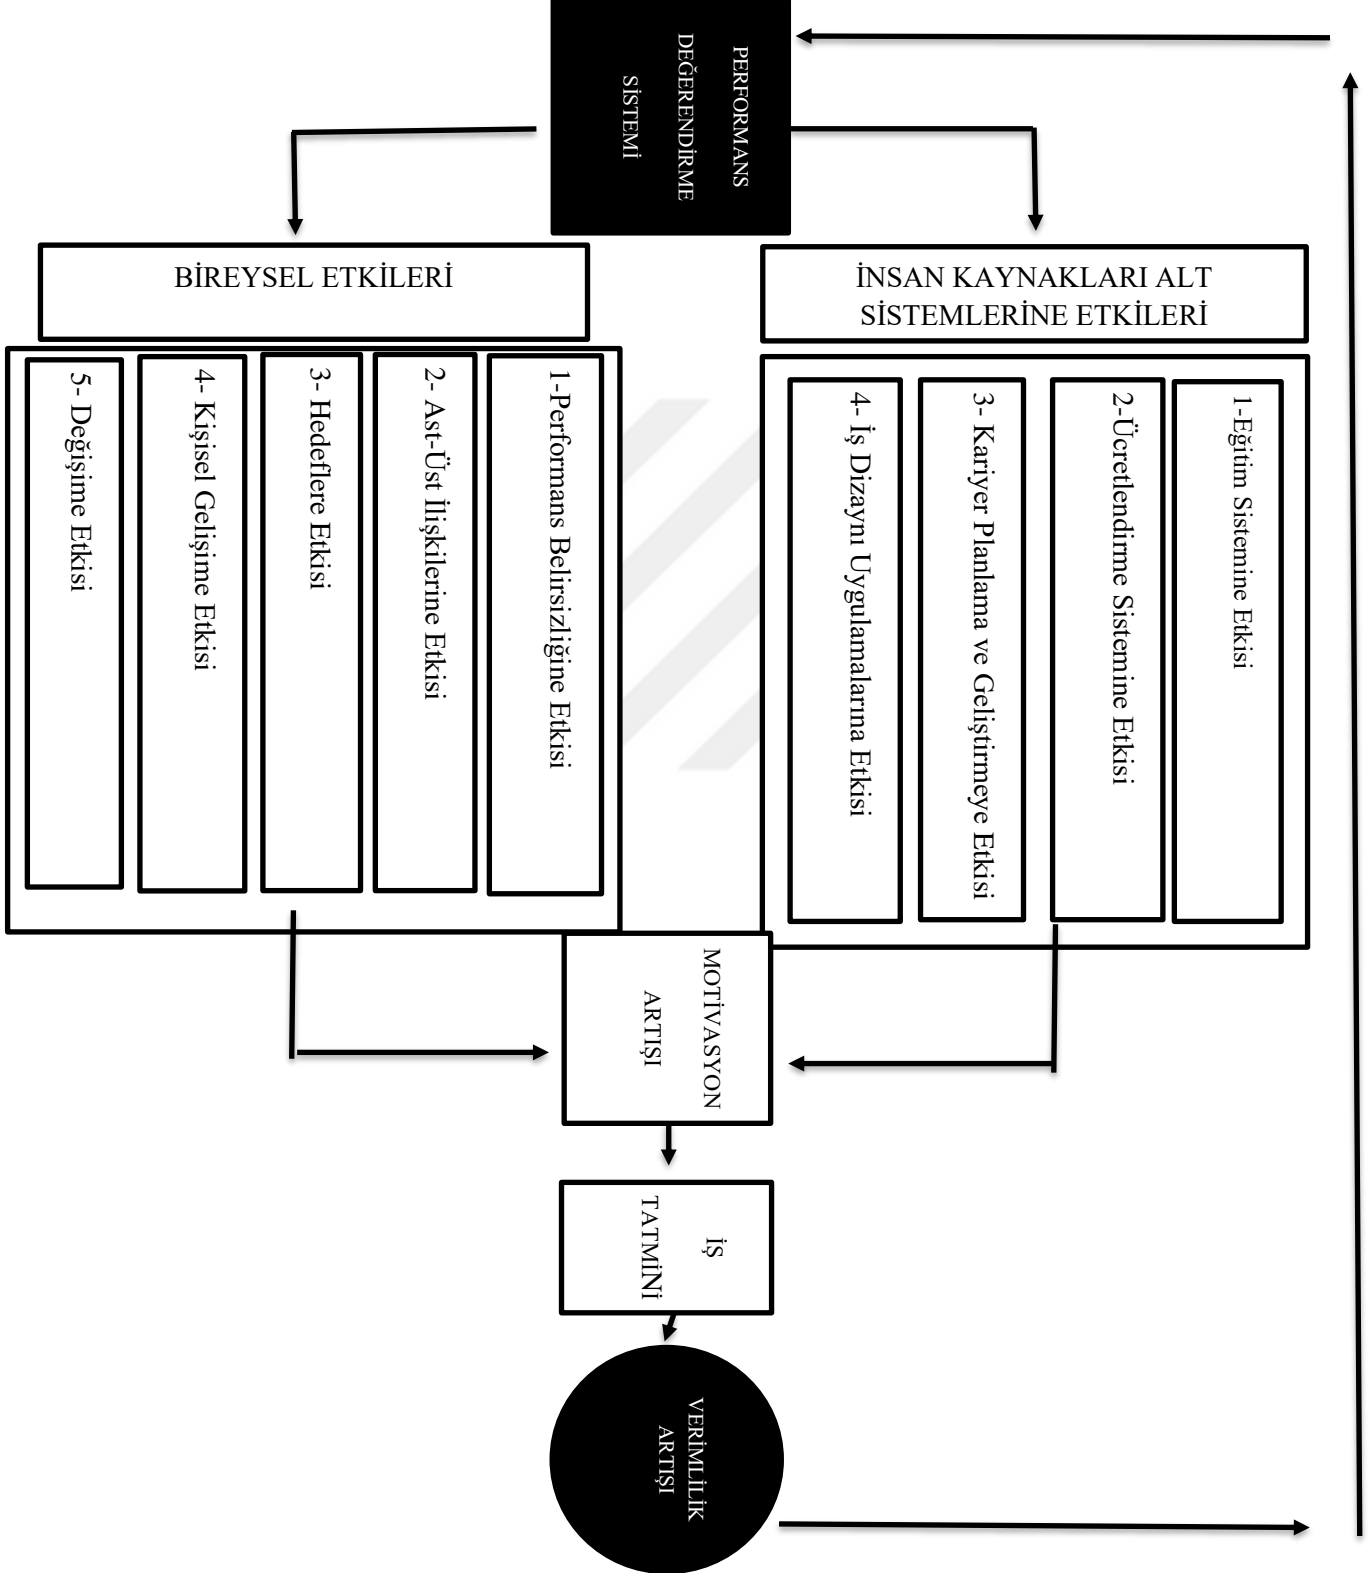 PERFORMANS
DEĞERENDİRME
SİSTEMİ
BİREYSEL ETKİLERİ
İNSAN KAYNAKLARI ALT
SİSTEMLERİNE ETKİLERİ
1-Performans Belirsizliğine Etkisi
2- Ast-Üst İlişkilerine Etkisi
3- Hedeflere Etkisi
4- Kişisel Gelişime Etkisi
5- Değişime Etkisi
1-Eğitim Sistemine Etkisi
2-Ücretlendirme Sistemine Etkisi
3- Kariyer Planlama ve Geliştirmeye Etkisi
4- İş Dizaynı Uygulamalarına Etkisi
MOTİVASYON
ARTIŞI
İŞ
TATMİNİ
VERİMLİLİK
ARTIŞI